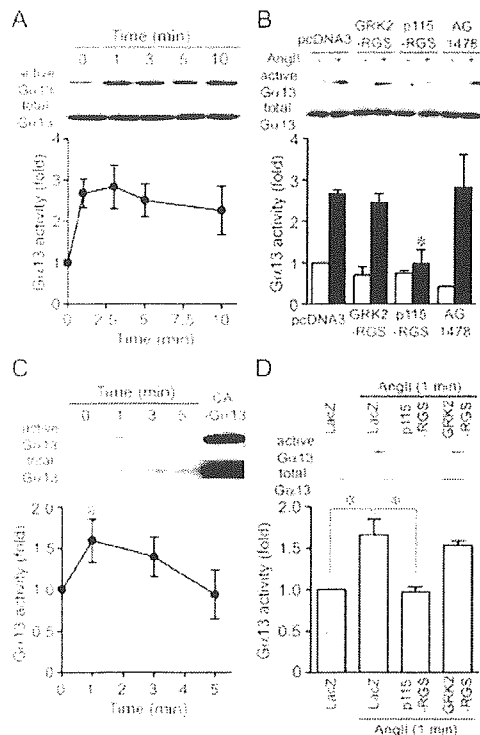 A
Time (min)
0 1 3 5 10
active
Gα13
total
Gα13
Gα13 activity (fold)
4
3
2
1
0
0 2.5 5 7.5 10
Time (min)
B
pcDNA3 GRK2 -RGS p115 -RGS AG 1478
AngII - + - + - + - +
active
Gα13
total
Gα13
Gα13 activity (fold)
4
3
2
1
0
*
pcDNA3 GRK2 -RGS p115 -RGS AG 1478
C
Time (min)
0 1 3 5
CA -Gα13
active
Gα13
total
Gα13
Gα13 activity (fold)
2.0
1.5
1.0
0.5
0
*
0 1 2 3 4 5
Time (min)
D
AngII (1 min)
LacZ LacZ p115 -RGS GRK2 -RGS
active
Gα13
total
Gα13
Gα13 activity (fold)
2.0
1.5
1.0
0.5
0.0
* *
LacZ LacZ p115 -RGS GRK2 -RGS
AngII (1 min)